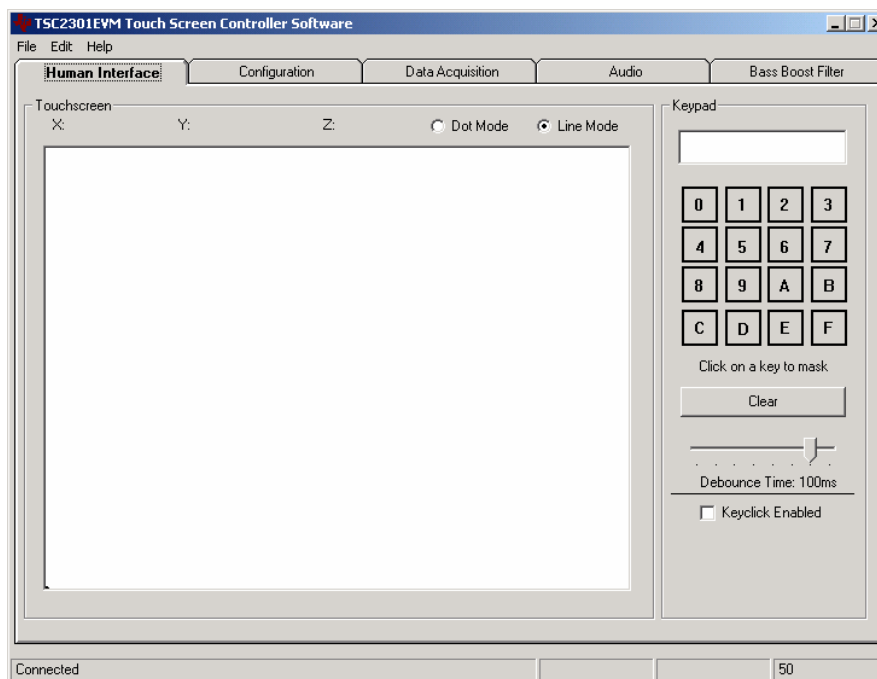 TSC2301EVM Touch Screen Controller Software
File Edit Help
Human Interface Configuration Data Acquisition Audio Bass Boost Filter
Touchscreen
X: Y: Z: Dot Mode Line Mode
Keypad
0 1 2 3
4 5 6 7
8 9 A B
C D E F
Click on a key to mask
Clear
Debounce Time: 100ms
Keyclick Enabled
Connected 50